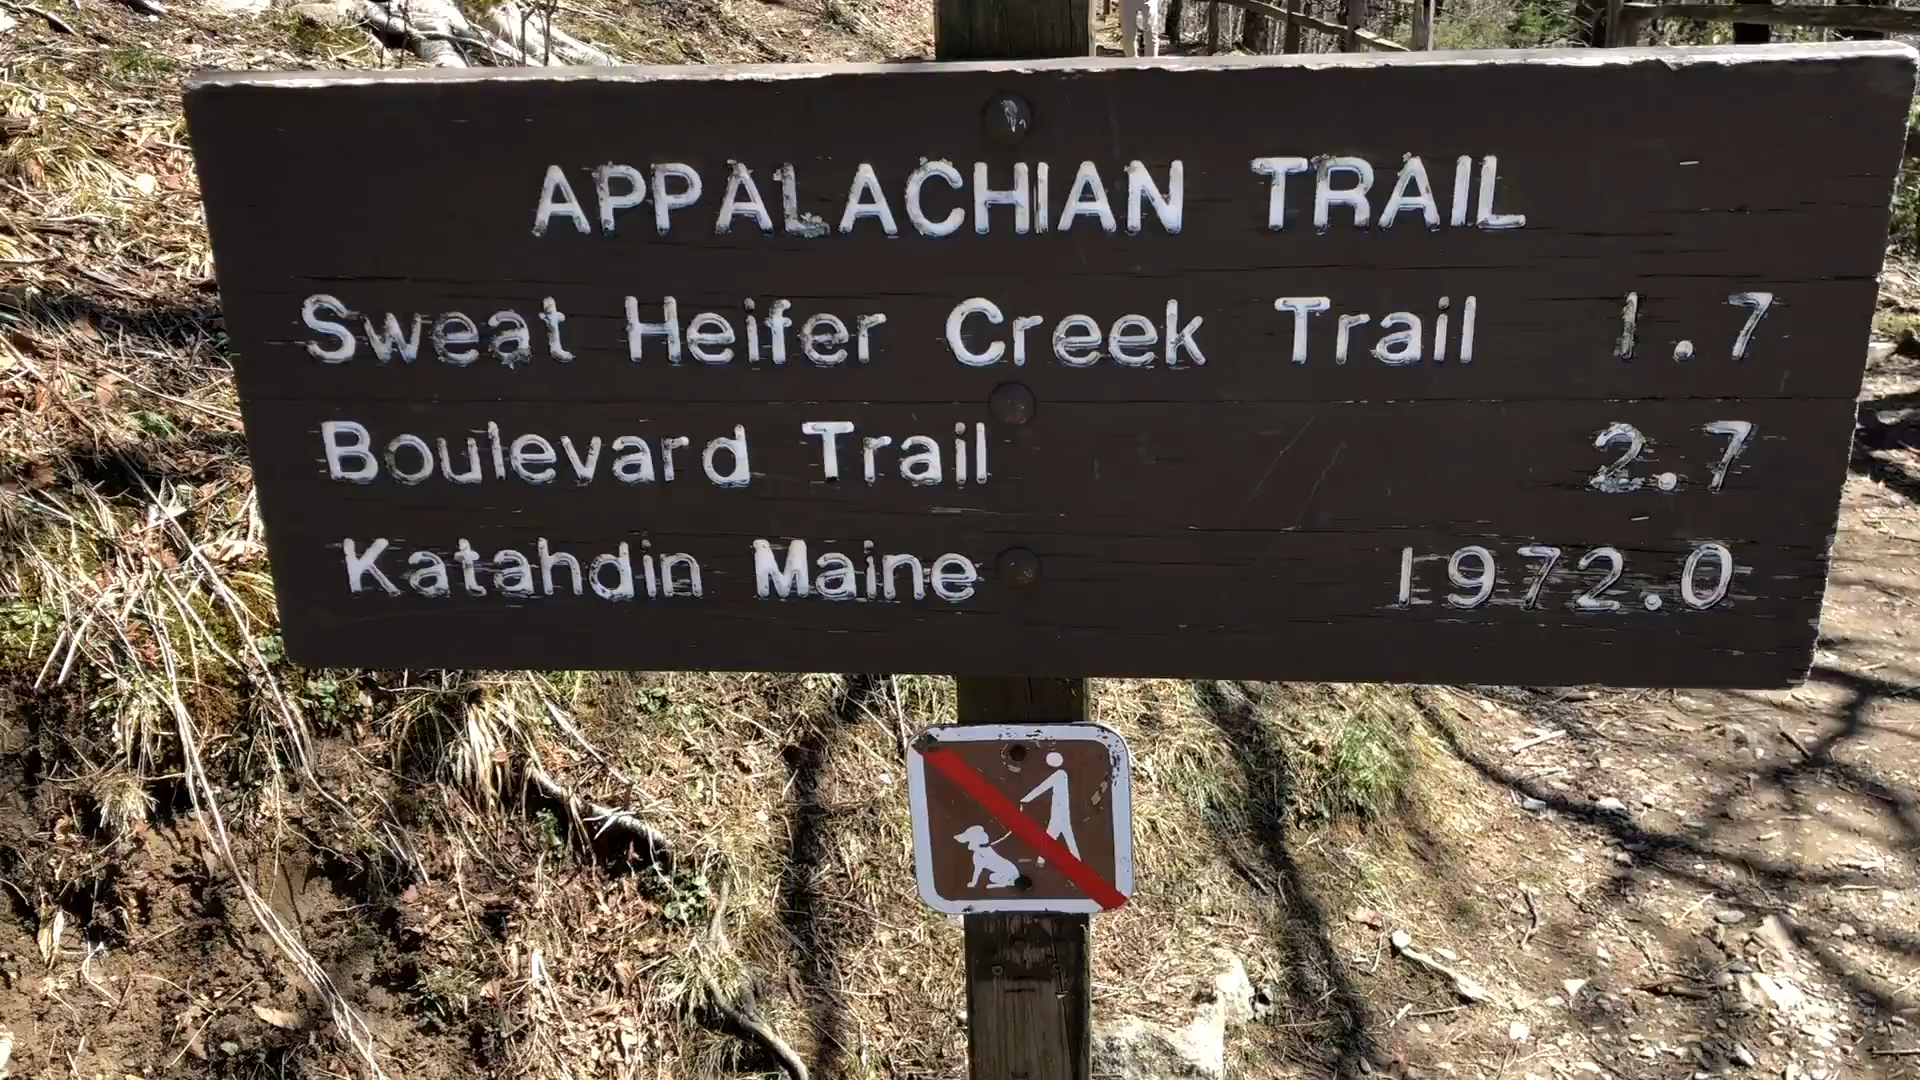 APPALACHIAN TRAIL
Sweat Heifer Creek Trail 1.7
Boulevard Trail 2.7
Katahdin Maine 1972.0